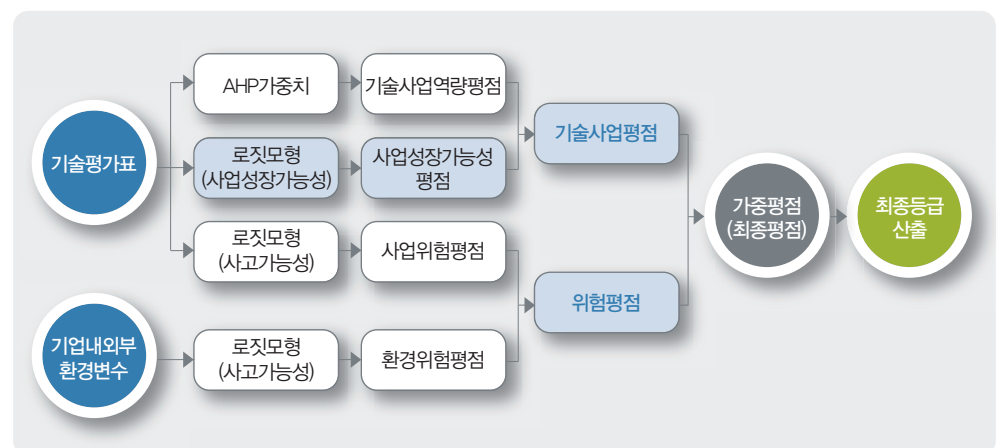 기술평가표
AHP가중치
기술사업역량평점
로짓모형
(사업성장가능성)
사업성장가능성
평점
로짓모형
(사고가능성)
사업위험평점
기술사업평점
기업내외부
환경변수
로짓모형
(사고가능성)
환경위험평점
위험평점
가중평점
(최종평점)
최종등급
산출